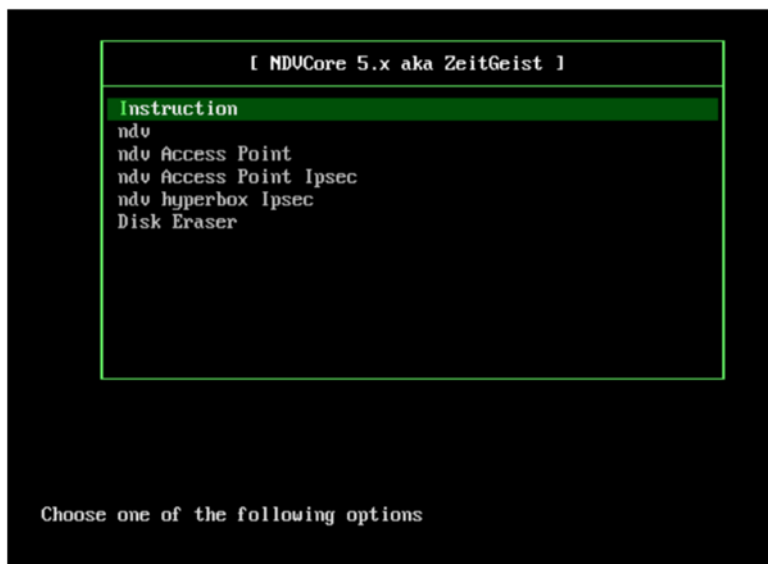 [ NDVCore 5.x aka ZeitGeist ]
Instruction
ndv
ndv Access Point
ndv Access Point Ipsec
ndv hyperbox Ipsec
Disk Eraser
Choose one of the following options